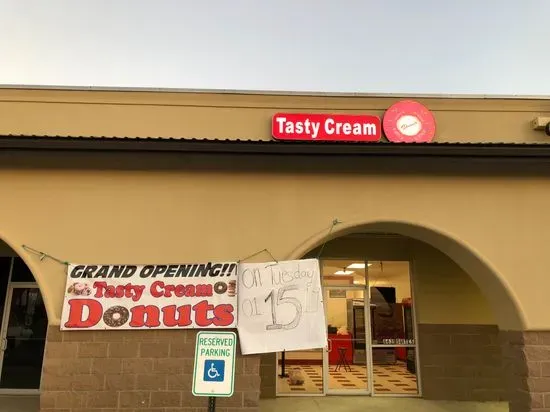 Tasty Cream
GRAND OPENING!!
Tasty Cream
Donuts
On Tuesday
01 15
RESERVED
PARKING